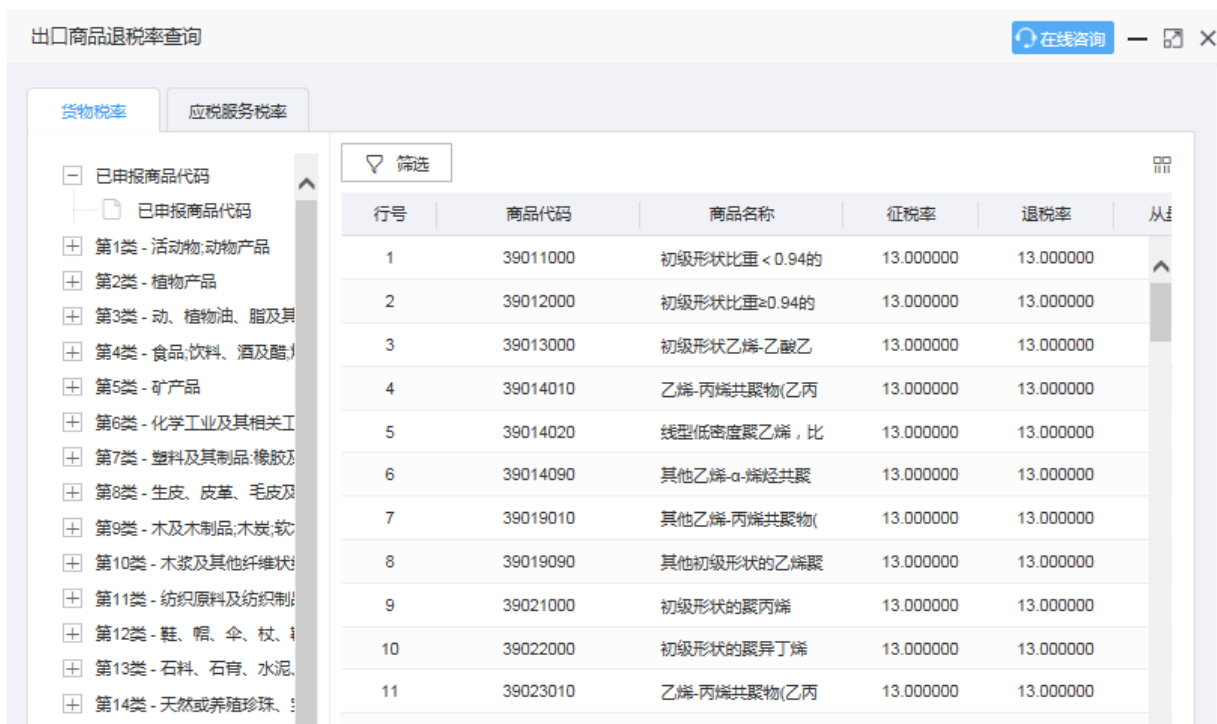 出口商品退税率查询
在线咨询
货物税率 应税服务税率
已申报商品代码
已申报商品代码
第1类 - 活动物;动物产品
第2类 - 植物产品
第3类 - 动、植物油、脂及其
第4类 - 食品;饮料、酒及醋;
第5类 - 矿产品
第6类 - 化学工业及其相关工
第7类 - 塑料及其制品:橡胶及
第8类 - 生皮、皮革、毛皮及
第9类 - 木及木制品;木炭;软
第10类 - 木浆及其他纤维状
第11类 - 纺织原料及纺织制
第12类 - 鞋、帽、伞、杖、
第13类 - 石料、石膏、水泥、
第14类 - 天然或养殖珍珠、
筛选
行号 商品代码 商品名称 征税率 退税率 从
1 39011000 初级形状比重＜0.94的 13.000000 13.000000
2 39012000 初级形状比重≥0.94的 13.000000 13.000000
3 39013000 初级形状乙烯-乙酸乙 13.000000 13.000000
4 39014010 乙烯-丙烯共聚物(乙丙 13.000000 13.000000
5 39014020 线型低密度聚乙烯，比 13.000000 13.000000
6 39014090 其他乙烯-α-烯烃共聚 13.000000 13.000000
7 39019010 其他乙烯-丙烯共聚物( 13.000000 13.000000
8 39019090 其他初级形状的乙烯聚 13.000000 13.000000
9 39021000 初级形状的聚丙烯 13.000000 13.000000
10 39022000 初级形状的聚异丁烯 13.000000 13.000000
11 39023010 乙烯-丙烯共聚物(乙丙 13.000000 13.000000